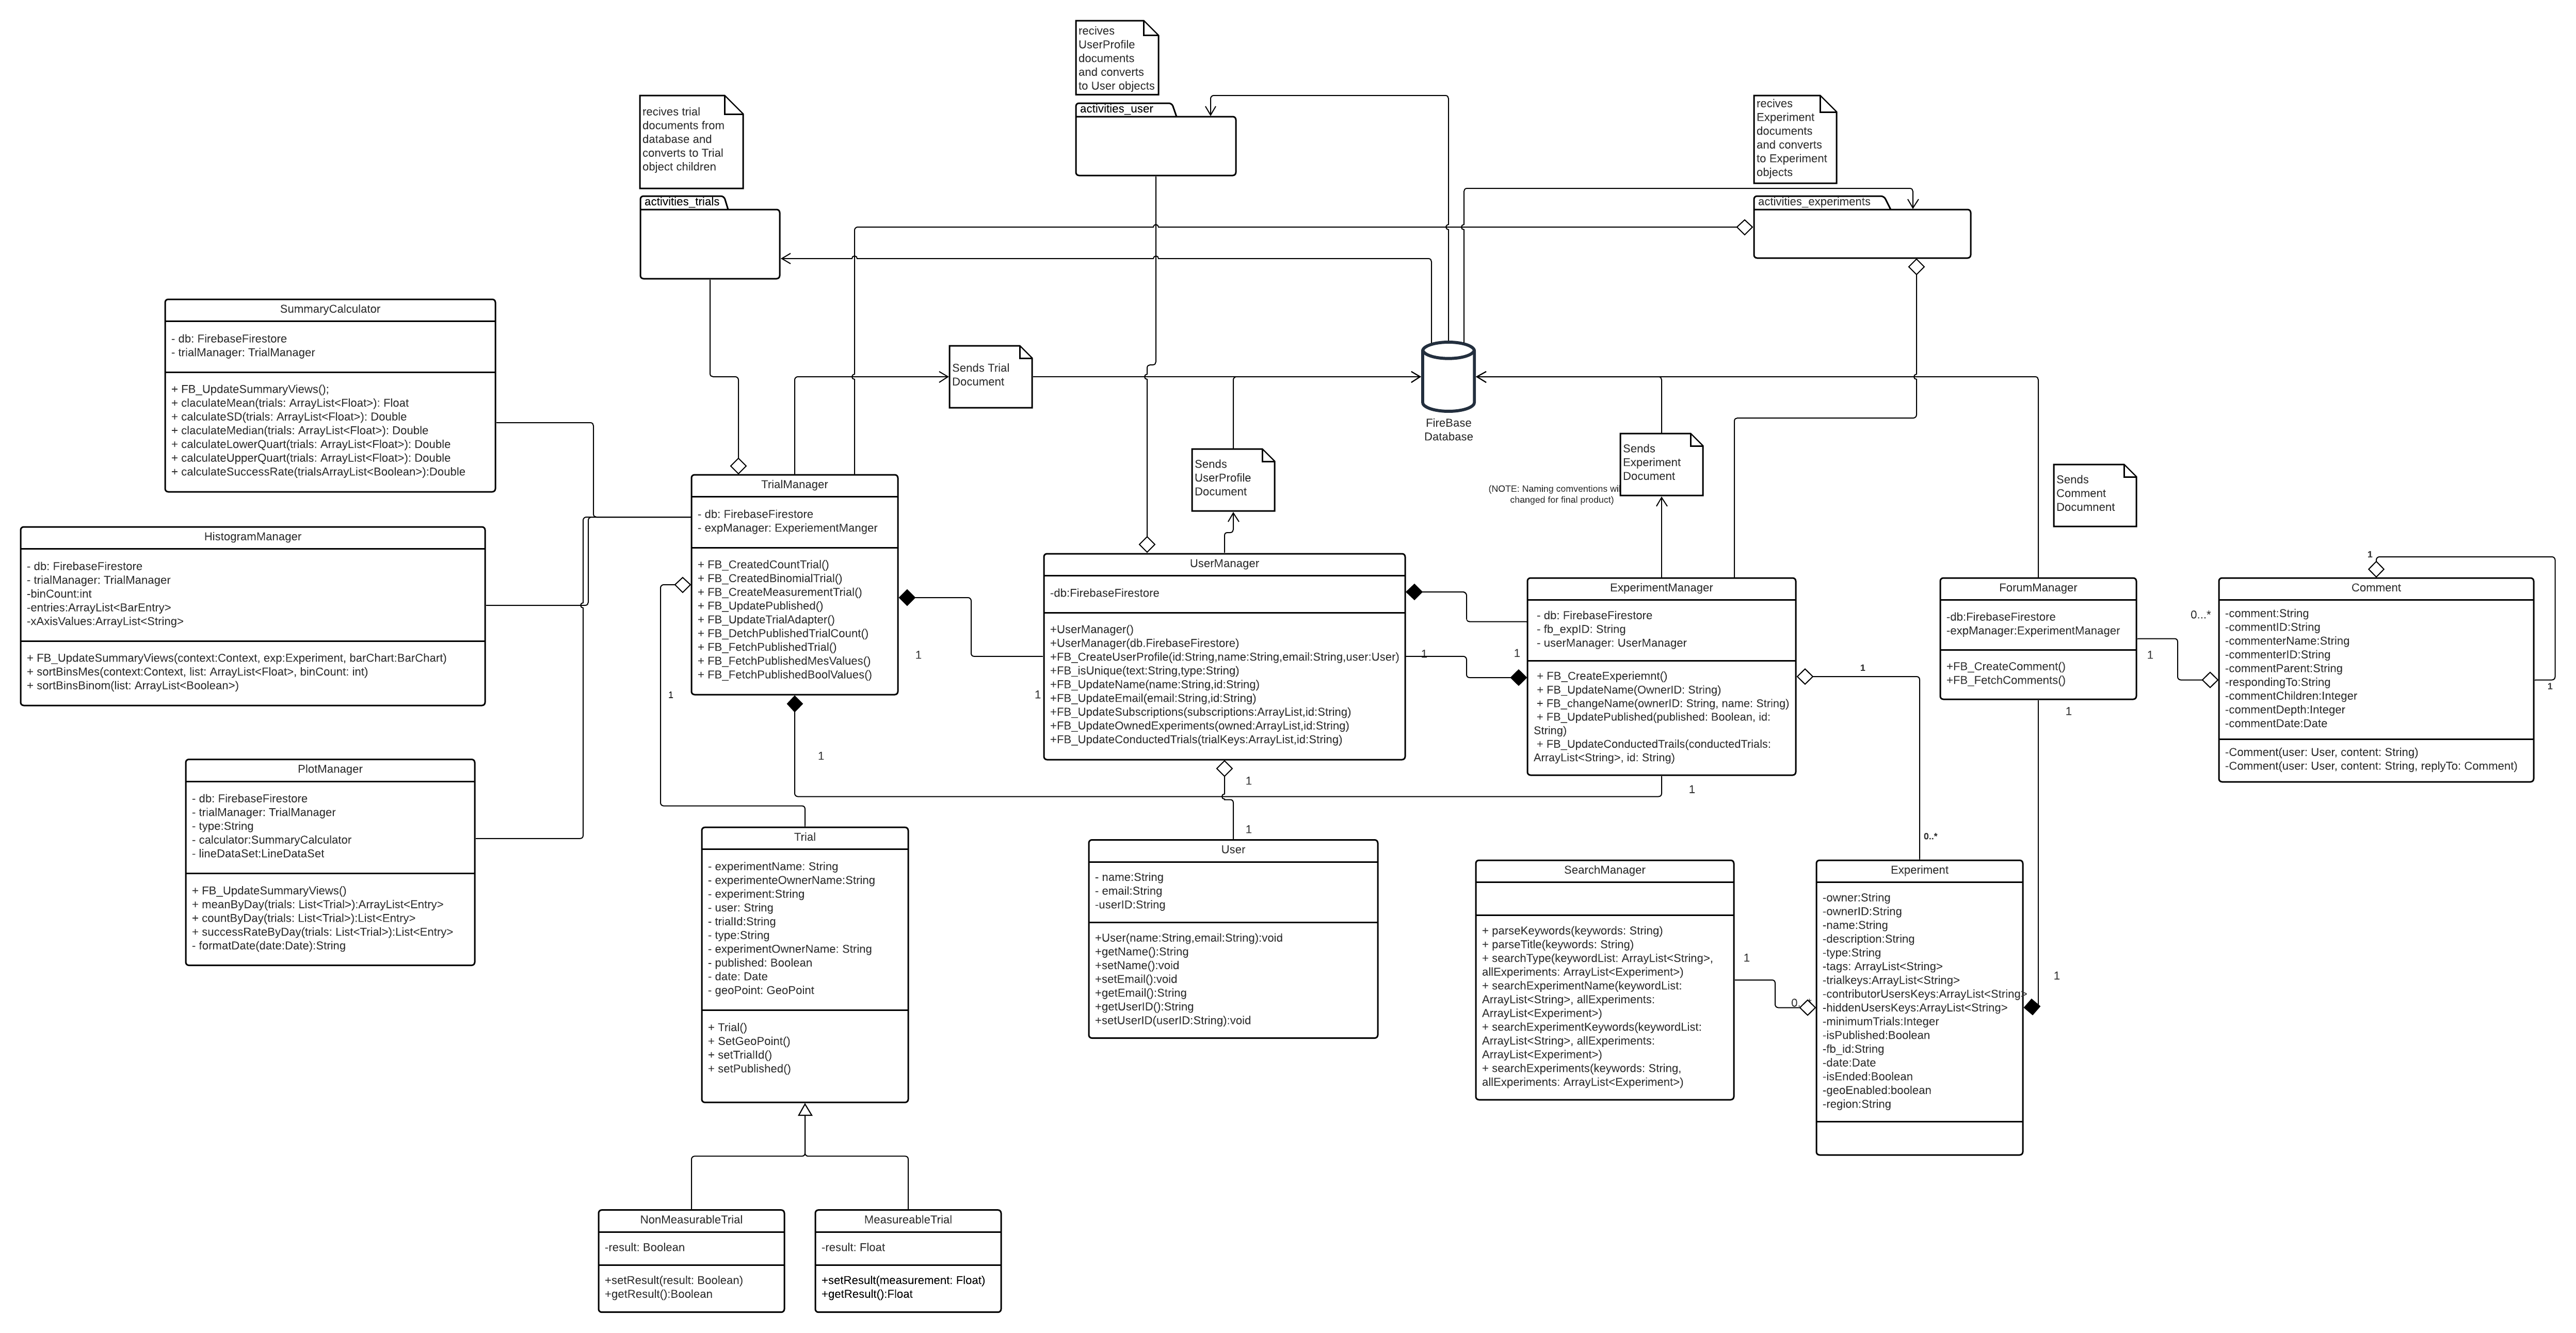 recives
UserProfile
documents
and converts
to User objects
activities_user
recives trial
documents from
database and
converts to Trial
object children
activities_trials
recives
Experiment
documents
and converts
to Experiment
objects
activities_experiments
SummaryCalculator
- db: FirebaseFirestore
- trialManager: TrialManager
+ FB_UpdateSummaryViews();
+ claculateMean(trials: ArrayList<Float>): Float
+ calculateSD(trials: ArrayList<Float>): Double
+ claculateMedian(trials: ArrayList<Float>): Double
+ calculateLowerQuart(trials: ArrayList<Float>): Double
+ calculateUpperQuart(trials: ArrayList<Float>): Double
+ calculateSuccessRate(trialsArrayList<Boolean>):Double
Sends Trial
Document
FireBase
Database
Sends
UserProfile
Document
Sends
Experiment
Document
(NOTE: Naming comventions wil
changed for final product)
Sends
Comment
Documnent
HistogramManager
- db: FirebaseFirestore
- trialManager: TrialManager
-binCount:int
-entries:ArrayList<BarEntry>
-xAxisValues:ArrayList<String>
+ FB_UpdateSummaryViews(context:Context, exp:Experiment, barChart:BarChart)
+ sortBinsMes(context:Context, list: ArrayList<Float>, binCount: int)
+ sortBinsBinom(list: ArrayList<Boolean>)
TrialManager
- db: FirebaseFirestore
- expManager: ExperiementManger
+ FB_CreatedCountTrial()
+ FB_CreatedBinomialTrial()
+ FB_CreateMeasurementTrial()
+ FB_UpdatePublished()
+ FB_UpdateTrialAdapter()
+ FB_DetchPublishedTrialCount()
+ FB_FetchPublishedTrial()
+ FB_FetchPublishedMesValues()
+ FB_FetchPublishedBoolValues()
1
1
1
1
UserManager
-db:FirebaseFirestore
+UserManager()
+UserManager(db.FirebaseFirestore)
+FB_CreateUserProfile(id:String,name:String,email:String,user:User)
+FB_isUnique(text:String,type:String)
+FB_UpdateName(name:String,id:String)
+FB_UpdateEmail(email:String,id:String)
+FB_UpdateSubscriptions(subscriptions:ArrayList,id:String)
+FB_UpdateOwnedExperiments(owned:ArrayList,id:String)
+FB_UpdateConductedTrials(trialKeys:ArrayList,id:String)
1
1
1
1
ExperimentManager
- db: FirebaseFirestore
- fb_expID: String
- userManager: UserManager
+ FB_CreateExperiemnt()
+ FB_UpdateName(OwnerID: String)
+ FB_changeName(ownerID: String, name: String)
+ FB_UpdatePublished(published: Boolean, id:
String)
+ FB_UpdateConductedTrails(conductedTrials:
ArrayList<String>, id: String)
1
1
0..*
ForumManager
-db:FirebaseFirestore
-expManager:ExperimentManager
+FB_CreateComment()
+FB_FetchComments()
1
1
1
0...*
1
1
Comment
-comment:String
-commentID:String
-commenterName:String
-commenterID:String
-commentParent:String
-respondingTo:String
-commentChildren:Integer
-commentDepth:Integer
-commentDate:Date
-Comment(user: User, content: String)
-Comment(user: User, content: String, replyTo: Comment)
PlotManager
- db: FirebaseFirestore
- trialManager: TrialManager
- type:String
- calculator:SummaryCalculator
- lineDataSet:LineDataSet
+ FB_UpdateSummaryViews()
+ meanByDay(trials: List<Trial>):ArrayList<Entry>
+ countByDay(trials: List<Trial>):List<Entry>
+ successRateByDay(trials: List<Trial>):List<Entry>
- formatDate(date:Date):String
Trial
- experimentName: String
- experimenteOwnerName:String
- experiment:String
- user: String
- trialId:String
- type:String
- experimentOwnerName: String
- published: Boolean
- date: Date
- geoPoint: GeoPoint
+ Trial()
+ SetGeoPoint()
+ setTrialId()
+ setPublished()
User
- name:String
- email:String
-userID:String
+User(name:String,email:String):void
+getName():String
+setName():void
+setEmail():void
+getEmail():String
+getUserID():String
+setUserID(userID:String):void
SearchManager
+ parseKeywords(keywords: String)
+ parseTitle(keywords: String)
+ searchType(keywordList: ArrayList<String>,
allExperiments: ArrayList<Experiment>)
+ searchExperimentName(keywordList:
ArrayList<String>, allExperiments:
ArrayList<Experiment>)
+ searchExperimentKeywords(keywordList:
ArrayList<String>, allExperiments:
ArrayList<Experiment>)
+ searchExperiments(keywords: String,
allExperiments: ArrayList<Experiment>)
1
Experiment
-owner:String
-ownerID:String
-name:String
-description:String
-type:String
-tags: ArrayList<String>
-trialkeys:ArrayList<String>
-contributorUsersKeys:ArrayList<String>
-hiddenUsersKeys:ArrayList<String>
-minimumTrials:Integer
-isPublished:Boolean
-fb_id:String
-date:Date
-isEnded:Boolean
-geoEnabled:boolean
-region:String
NonMeasurableTrial
-result: Boolean
+setResult(result: Boolean)
+getResult():Boolean
MeasureableTrial
-result: Float
+setResult(measurement: Float)
+getResult():Float